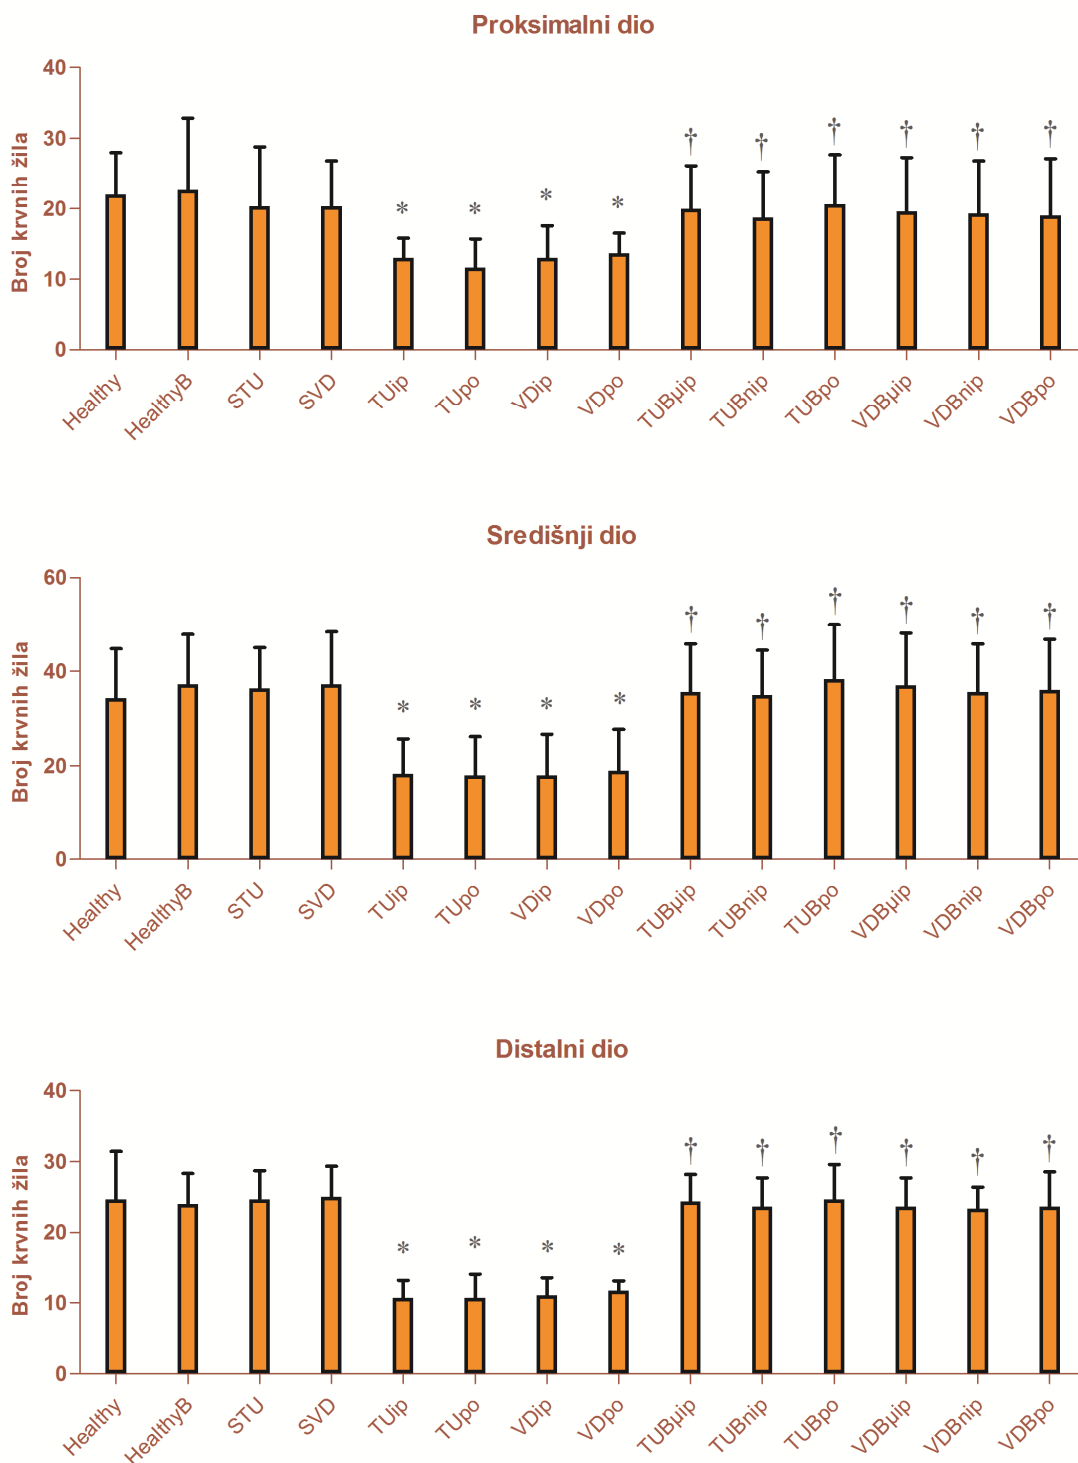 Proksimalni dio
Broj krvnih žila
40
30
20
10
0
* * * * † † † † † †
Healthy HealthyB STU SVD TUip TUpo VDip VDpo TUBµip TUBnip TUBpo VDBµip VDBnip VDBpo
Središnji dio
Broj krvnih žila
60
40
20
0
* * * * † † † † † †
Healthy HealthyB STU SVD TUip TUpo VDip VDpo TUBµip TUBnip TUBpo VDBµip VDBnip VDBpo
Distalni dio
Broj krvnih žila
40
30
20
10
0
* * * * † † † † † †
Healthy HealthyB STU SVD TUip TUpo VDip VDpo TUBµip TUBnip TUBpo VDBµip VDBnip VDBpo